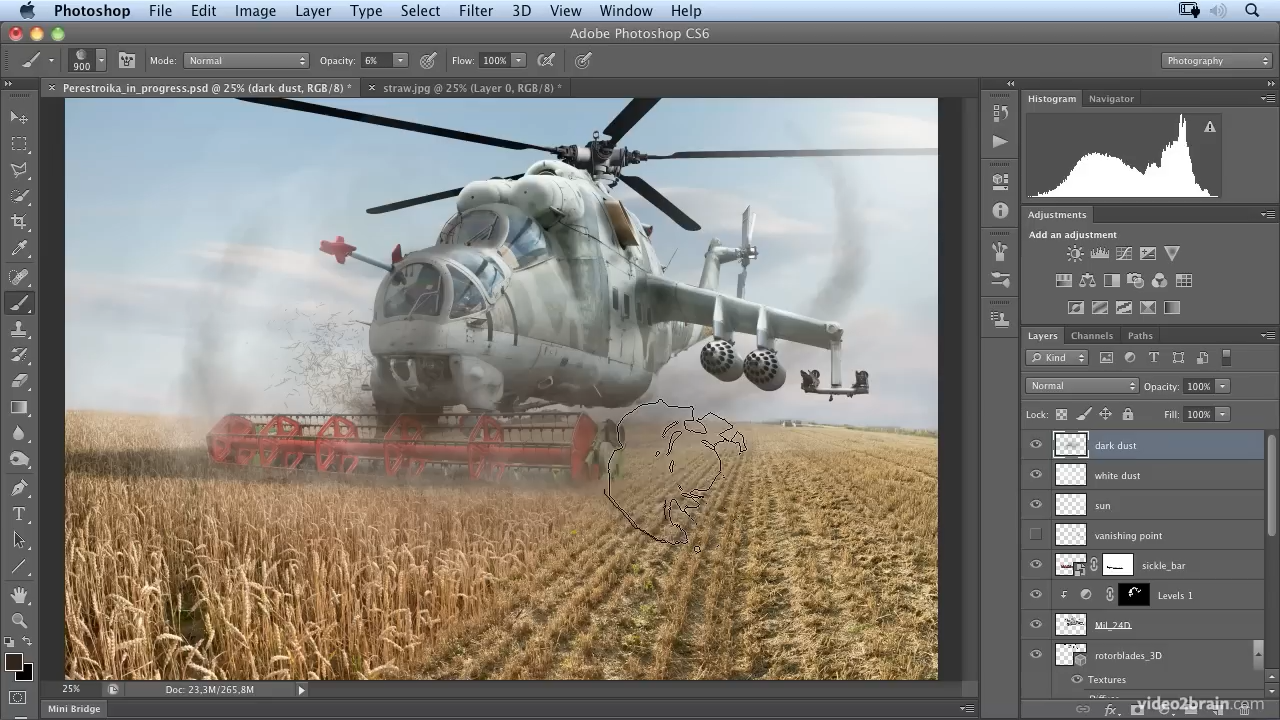 Photoshop File Edit Image Layer Type Select Filter 3D View Window Help
Adobe Photoshop CS6
900 Mode: Normal Opacity: 6% Flow: 100% Photography
Perestroika_in_progress.psd @ 25% (dark dust, RGB/8) * straw.jpg @ 25% (Layer 0, RGB/8) *
Histogram Navigator
Adjustments
Add an adjustment
Layers Channels Paths
Kind
Normal Opacity: 100%
Lock: Fill: 100%
dark dust
white dust
sun
vanishing point
sickle_bar
Levels 1
Mil_24D
rotorblades_3D
Textures
25% Doc: 23,3M/265,8M
Mini Bridge
video2brain.com